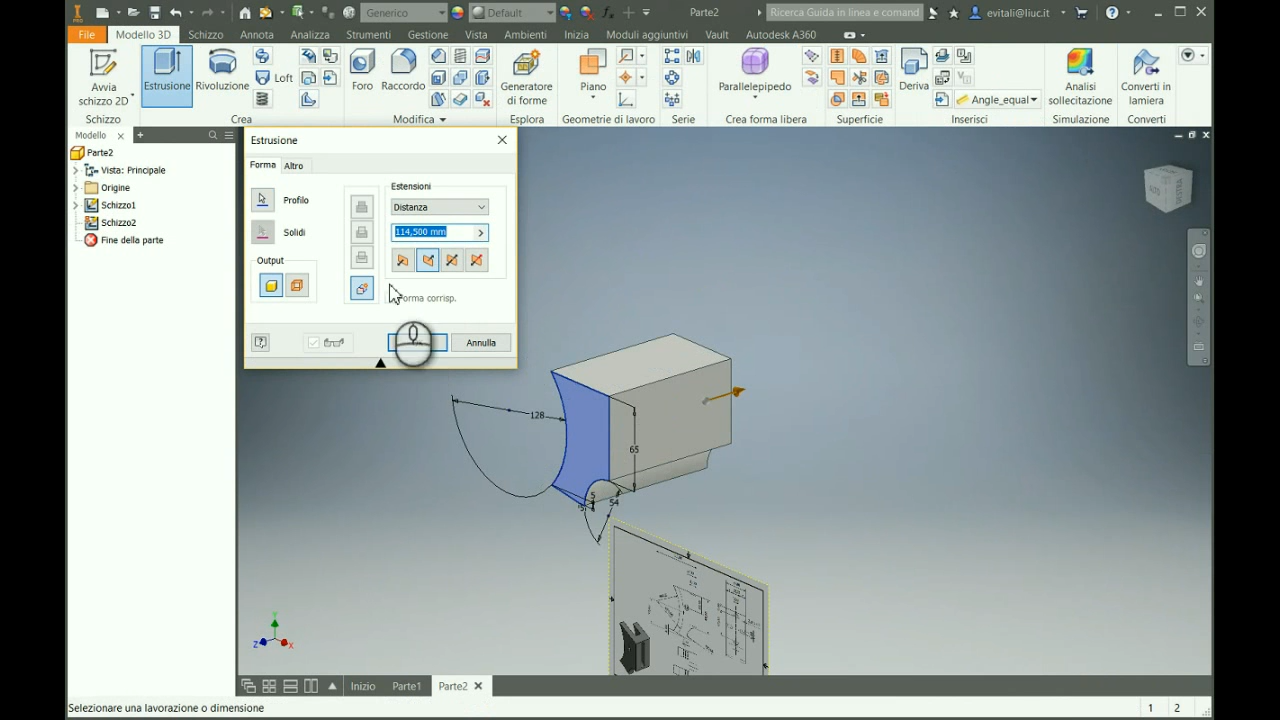 Generico
Default
Parte2
Ricerca Guida in linea e comand
evitali@liuc.it
File
Modello 3D
Schizzo
Annota
Analizza
Strumenti
Gestione
Vista
Ambienti
Inizia
Moduli aggiuntivi
Vault
Autodesk A360
Avvia
schizzo 2D
Estrusione
Rivoluzione
Loft
Foro
Raccordo
Generatore
di forme
Piano
Parallelepipedo
Deriva
Angle_equal
Analisi
sollecitazione
Converti in
lamiera
Schizzo
Crea
Modifica
Esplora
Geometrie di lavoro
Serie
Crea forma libera
Superficie
Inserisci
Simulazione
Converti
Modello
Parte2
Vista: Principale
Origine
Schizzo1
Schizzo2
Fine della parte
Estrusione
Forma
Altro
Profilo
Solidi
Output
Estensioni
Distanza
114,500 mm
orma corrisp.
Annulla
128
65
5
54
Y
Z
X
Inizio
Parte1
Parte2
Selezionare una lavorazione o dimensione
1
2